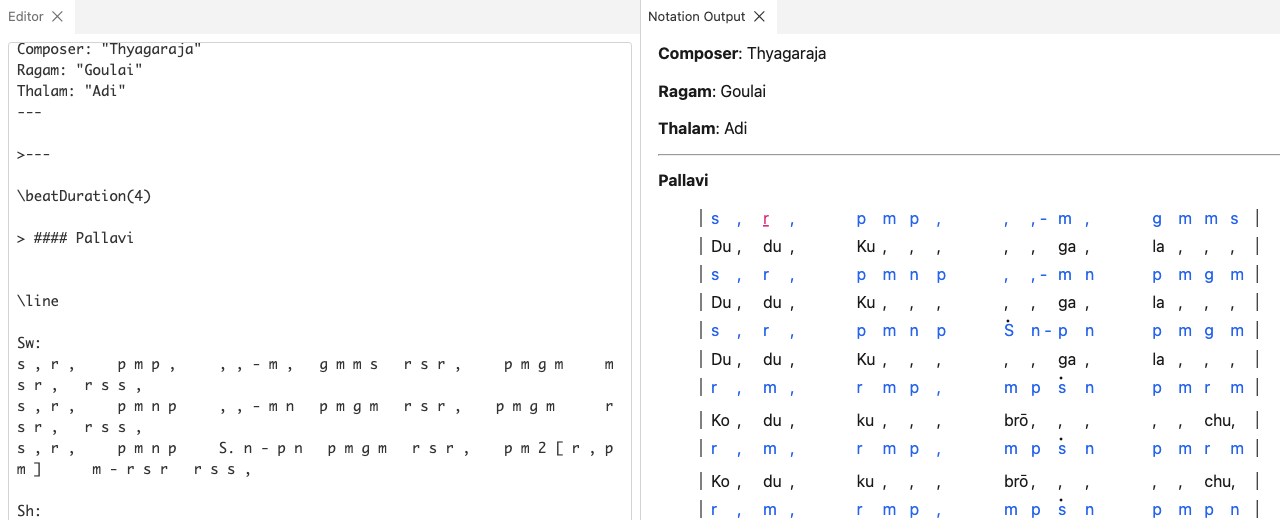 Editor
Composer: "Thyagaraja"
Ragam: "Goulai"
Thalam: "Adi"
---
>---
\beatDuration(4)
> #### Pallavi
\line
Sw:
s , r , p m p , , , - m , g m m s r s r , p m g m m
s r , r s s ,
s , r , p m n p , , - m n p m g m r s r , p m g m r
s r , r s s ,
s , r , p m n p S. n - p n p m g m r s r , p m 2 [ r , p
m ] m - r s r r s s ,
Sh:
Notation Output
Composer: Thyagaraja
Ragam: Goulai
Thalam: Adi
Pallavi
| s , r , p m p , , , - m , g m m s |
| Du , du , Ku , , , , , ga , la , , , |
| s , r , p m n p , , - m n p m g m |
| Du , du , Ku , , , , , ga , la , , , |
| s , r , p m n p Ṡ n - p n p m g m |
| Du , du , Ku , , , , , ga , la , , , |
| r , m , r m p , m p ṡ n p m r m |
| Ko , du , ku , , , brō , , , , , chu, |
| r , m , r m p , m p ṡ n p m r m |
| Ko , du , ku , , , brō , , , , , chu, |
| r , m , r m p , m p ṡ n p m p n |